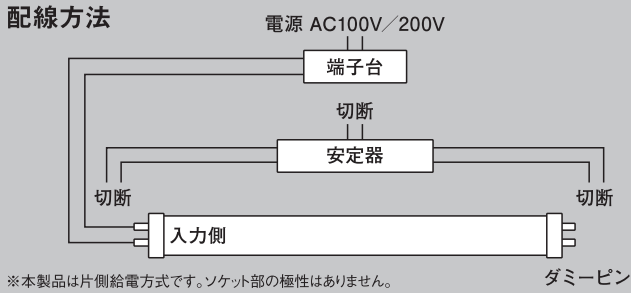 配線方法
電源 AC100V／200V
端子台
切断
安定器
切断
切断
入力側
ダミーピン
※本製品は片側給電方式です。ソケット部の極性はありません。